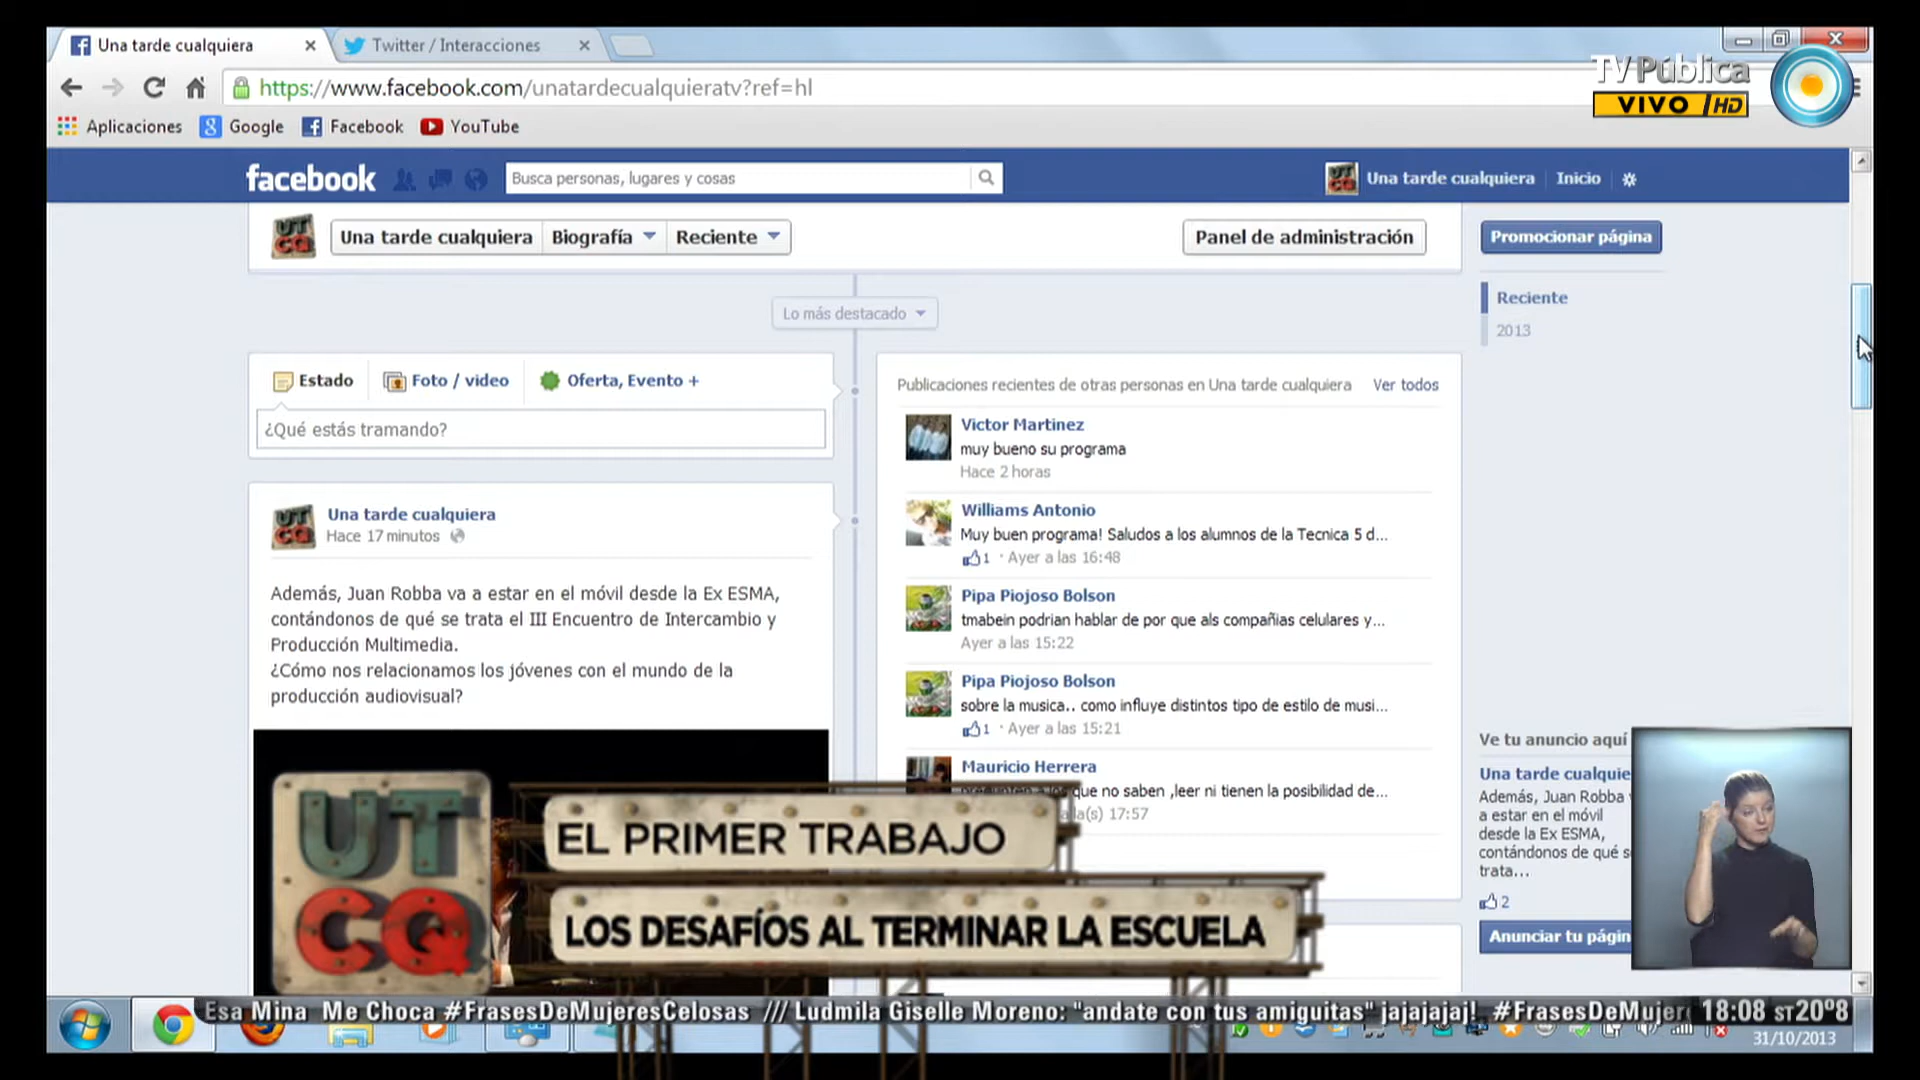 Una tarde cualquiera
Twitter / Interacciones
https://www.facebook.com/unatardecualquieratv?ref=hl
TV Pública
VIVO HD
Aplicaciones
Google
Facebook
YouTube
facebook
Busca personas, lugares y cosas
Una tarde cualquiera
Inicio
UT CQ
Una tarde cualquiera
Biografía
Reciente
Panel de administración
Promocionar página
Reciente
2013
Lo más destacado
Estado
Foto / video
Oferta, Evento +
¿Qué estás tramando?
Una tarde cualquiera
Hace 17 minutos
Además, Juan Robba va a estar en el móvil desde la Ex ESMA,
contándonos de qué se trata el III Encuentro de Intercambio y
Producción Multimedia.
¿Cómo nos relacionamos los jóvenes con el mundo de la
producción audiovisual?
Publicaciones recientes de otras personas en Una tarde cualquiera
Ver todos
Victor Martinez
muy bueno su programa
Hace 2 horas
Williams Antonio
Muy buen programa! Saludos a los alumnos de la Tecnica 5 d...
1 · Ayer a las 16:48
Pipa Piojoso Bolson
tmabein podrian hablar de por que als compañias celulares y...
Ayer a las 15:22
Pipa Piojoso Bolson
sobre la musica.. como influye distintos tipo de estilo de musi...
1 · Ayer a las 15:21
Mauricio Herrera
que no saben ,leer ni tienen la posibilidad de...
la(s) 17:57
Ve tu anuncio aquí
Una tarde cualquie
Además, Juan Robba
a estar en el móvil
desde la Ex ESMA,
contándonos de qué s
trata...
2
Anunciar tu págin
UT
CQ
EL PRIMER TRABAJO
LOS DESAFÍOS AL TERMINAR LA ESCUELA
Esa Mina Me Choca #FrasesDeMujeresCelosas /// Ludmila Giselle Moreno: "andate con tus amiguitas" jajajajaj!. #FrasesDeMujer
18:08 ST20º8
31/10/2013